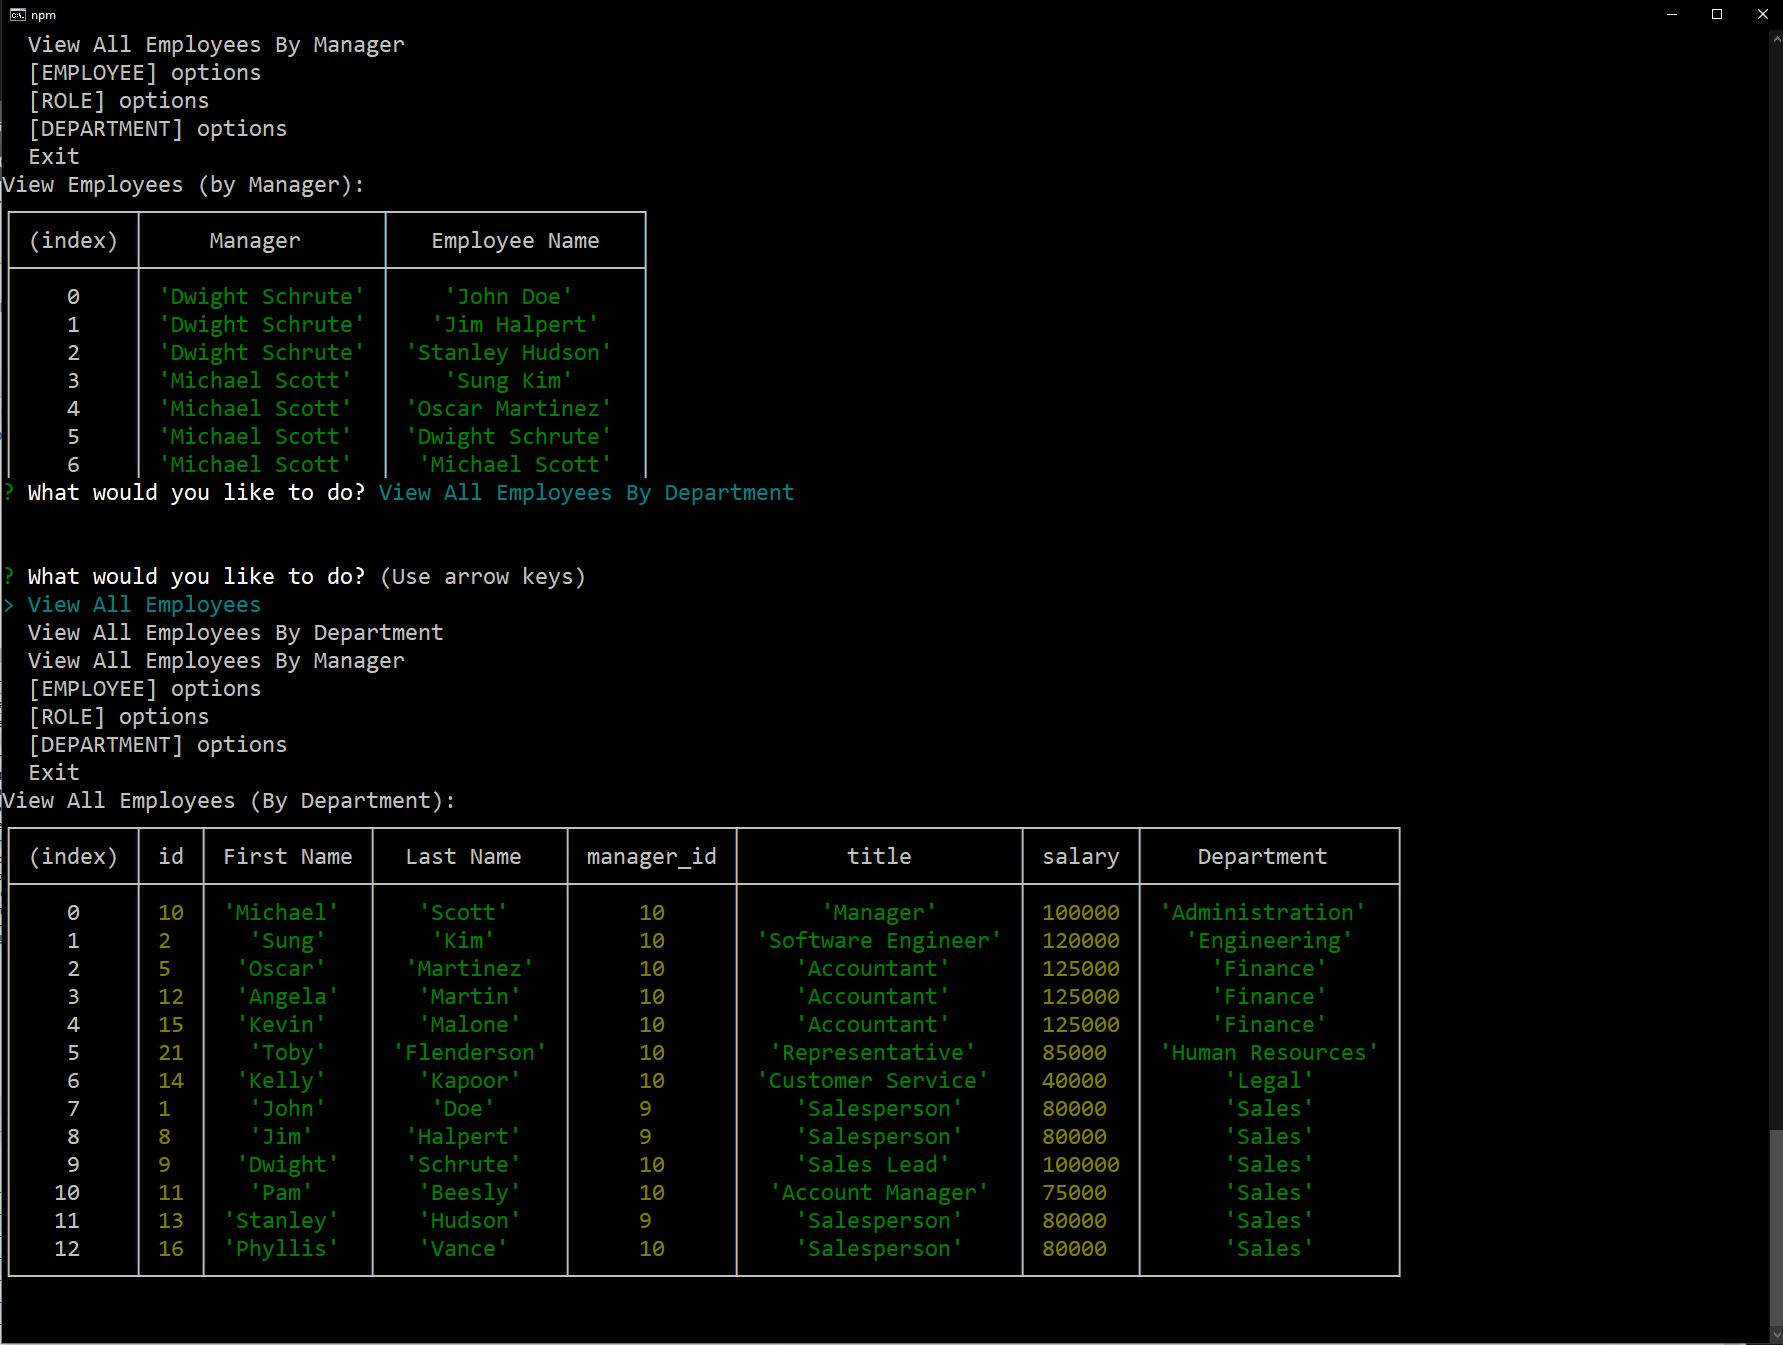 npm
View All Employees By Manager
[EMPLOYEE] options
[ROLE] options
[DEPARTMENT] options
Exit
View Employees (by Manager):
(index) Manager Employee Name
0 'Dwight Schrute' 'John Doe'
1 'Dwight Schrute' 'Jim Halpert'
2 'Dwight Schrute' 'Stanley Hudson'
3 'Michael Scott' 'Sung Kim'
4 'Michael Scott' 'Oscar Martinez'
5 'Michael Scott' 'Dwight Schrute'
6 'Michael Scott' 'Michael Scott'
? What would you like to do? View All Employees By Department
? What would you like to do? (Use arrow keys)
> View All Employees
View All Employees By Department
View All Employees By Manager
[EMPLOYEE] options
[ROLE] options
[DEPARTMENT] options
Exit
View All Employees (By Department):
(index) id First Name Last Name manager_id title salary Department
0 10 'Michael' 'Scott' 10 'Manager' 100000 'Administration'
1 2 'Sung' 'Kim' 10 'Software Engineer' 120000 'Engineering'
2 5 'Oscar' 'Martinez' 10 'Accountant' 125000 'Finance'
3 12 'Angela' 'Martin' 10 'Accountant' 125000 'Finance'
4 15 'Kevin' 'Malone' 10 'Accountant' 125000 'Finance'
5 21 'Toby' 'Flenderson' 10 'Representative' 85000 'Human Resources'
6 14 'Kelly' 'Kapoor' 10 'Customer Service' 40000 'Legal'
7 1 'John' 'Doe' 9 'Salesperson' 80000 'Sales'
8 8 'Jim' 'Halpert' 9 'Salesperson' 80000 'Sales'
9 9 'Dwight' 'Schrute' 10 'Sales Lead' 100000 'Sales'
10 11 'Pam' 'Beesly' 10 'Account Manager' 75000 'Sales'
11 13 'Stanley' 'Hudson' 9 'Salesperson' 80000 'Sales'
12 16 'Phyllis' 'Vance' 10 'Salesperson' 80000 'Sales'